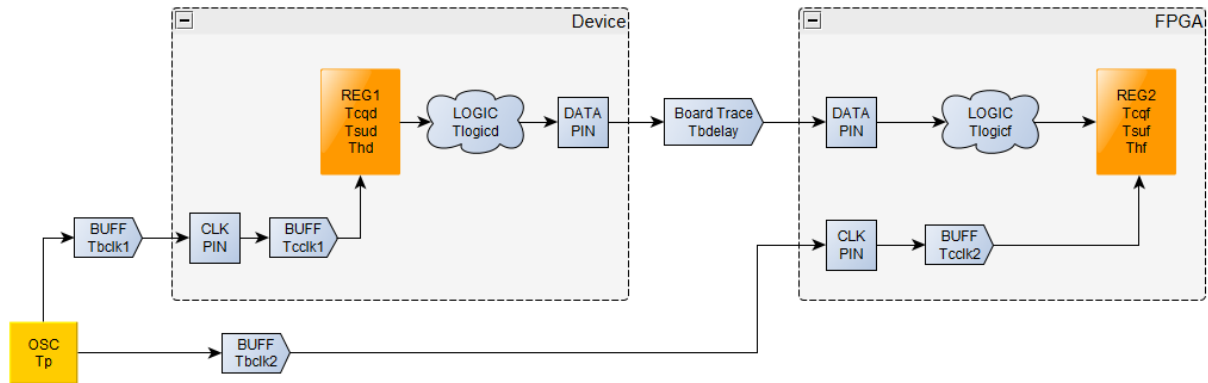 Device
FPGA
REG1
Tcqd
Tsud
Thd
LOGIC
Tlogicd
DATA
PIN
Board Trace
Tbdelay
DATA
PIN
LOGIC
Tlogicf
REG2
Tcqf
Tsuf
Thf
BUFF
Tbclk1
CLK
PIN
BUFF
Tcclk1
CLK
PIN
BUFF
Tcclk2
OSC
Tp
BUFF
Tbclk2